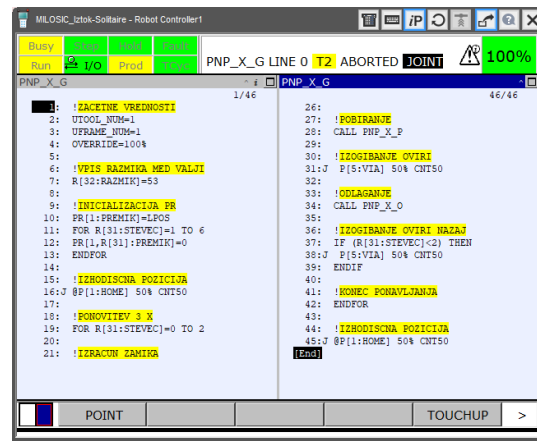 MILOSIC_Iztok-Solitaire - Robot Controller1
Busy Step Hold Fault
Run I/O Prod TCyc
PNP_X_G LINE 0 T2 ABORTED JOINT
100%
PNP_X_G
1/46
1: !ZACETNE VREDNOSTI
2: UTOOL_NUM=1
3: UFRAME_NUM=1
4: OVERRIDE=100%
5:
6: !VPIS RAZMIKA MED VALJI
7: R[32:RAZMIK]=53
8:
9: !INICIALIZACIJA PR
10: PR[1:PREMIK]=LPOS
11: FOR R[31:STEVEC]=1 TO 6
12: PR[1,R[31]:PREMIK]=0
13: ENDFOR
14:
15: !IZHODISCNA POZICIJA
16:J @P[1:HOME] 50% CNT50
17:
18: !PONOVITEV 3 X
19: FOR R[31:STEVEC]=0 TO 2
20:
21: !IZRACUN ZAMIKA
PNP_X_G
46/46
26:
27: !POBIRANJE
28: CALL PNP_X_P
29:
30: !IZOGIBANJE OVIRI
31:J P[5:VIA] 50% CNT50
32:
33: !ODLAGANJE
34: CALL PNP_X_O
35:
36: !IZOGIBANJE OVIRI NAZAJ
37: IF (R[31:STEVEC]<2) THEN
38:J P[5:VIA] 50% CNT50
39: ENDIF
40:
41: !KONEC PONAVLJANJA
42: ENDFOR
43:
44: !IZHODISCNA POZICIJA
45:J @P[1:HOME] 50% CNT50
[End]
POINT TOUCHUP >